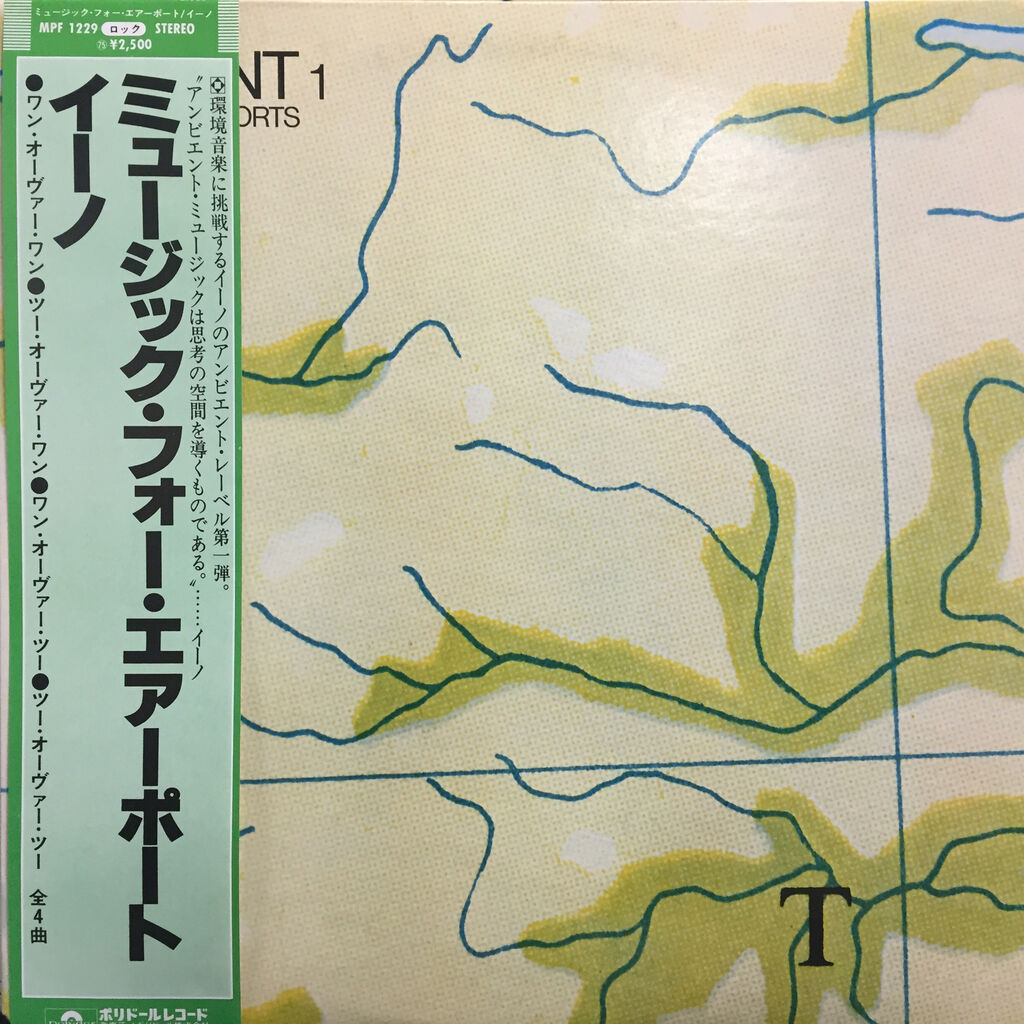 ミュージック・フォー・エアーポート/イーノ
MPF 1229 ロック STEREO
㊄ ¥2,500
◘環境音楽に挑戦するイーノのアンビエント・レーベル第一弾。
“アンビエント・ミュージックは思考の空間を導くものである。”……イーノ
ミュージック・フォー・エアーポート
イーノ
●ワン・オーヴァー・ワン●ツー・オーヴァー・ワン●ワン・オーヴァー・ツー●ツー・オーヴァー・ツー 全4曲
ポリドールレコード
NT 1
ORTS
T